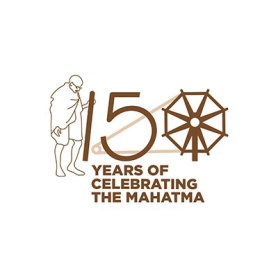 150
YEARS OF
CELEBRATING
THE MAHATMA